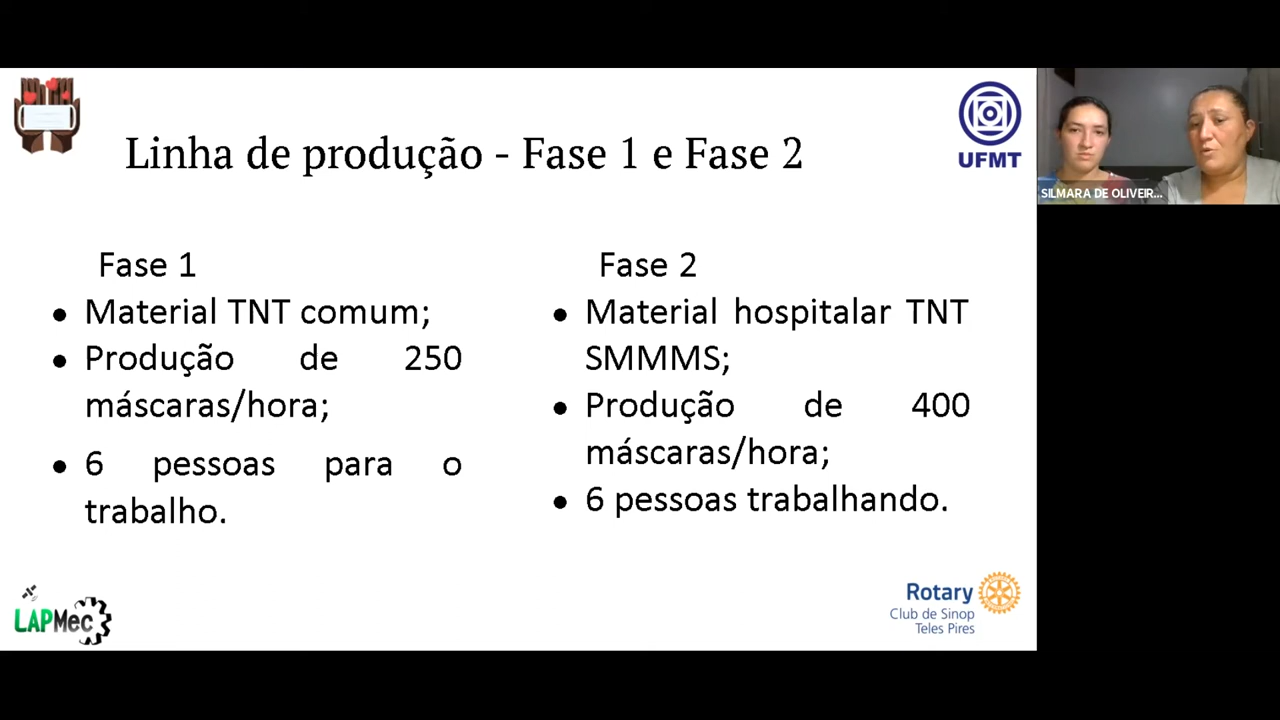 Linha de produção - Fase 1 e Fase 2
UFMT
SILMARA DE OLIVEIR...
Fase 1
Material TNT comum;
Produção de 250
máscaras/hora;
6 pessoas para o
trabalho.
Fase 2
Material hospitalar TNT
SMMMS;
Produção de 400
máscaras/hora;
6 pessoas trabalhando.
LAPMec
Rotary
Club de Sinop
Teles Pires